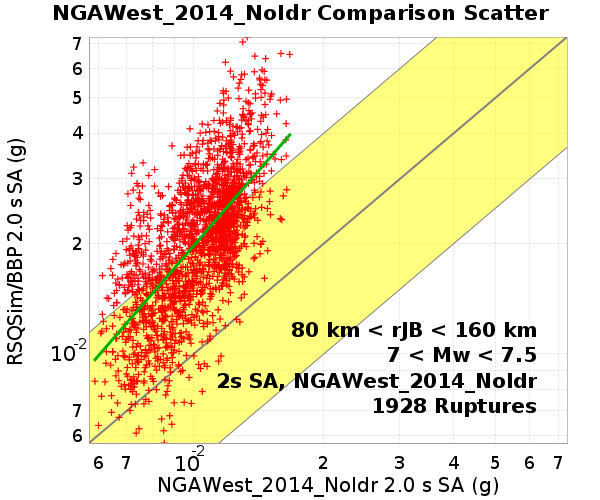 NGAWest_2014_NoIdr Comparison Scatter
7
6
5
4
3
2
10-2
7
6
RSQSim/BBP 2.0 s SA (g)
80 km < rJB < 160 km
7 < Mw < 7.5
2s SA, NGAWest_2014_NoIdr
1928 Ruptures
6 7 10-2 2 3 4 5 6 7
NGAWest_2014_NoIdr 2.0 s SA (g)